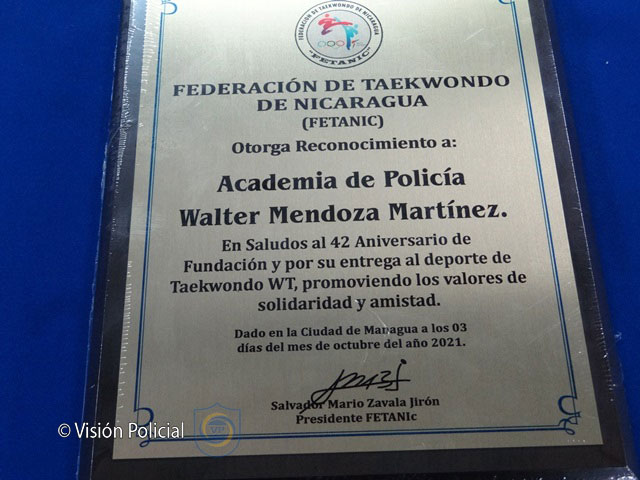 FEDERACIÓN DE TAEKWONDO DE NICARAGUA
"FETANIC"
FEDERACIÓN DE TAEKWONDO
DE NICARAGUA
(FETANIC)
Otorga Reconocimiento a:
Academia de Policía
Walter Mendoza Martínez.
En Saludos al 42 Aniversario de
Fundación y por su entrega al deporte de
Taekwondo WT, promoviendo los valores de
solidaridad y amistad.
Dado en la Ciudad de Managua a los 03
días del mes de octubre del año 2021.
Salvador Mario Zavala Jirón
Presidente FETANIc
© Visión Policial
VP